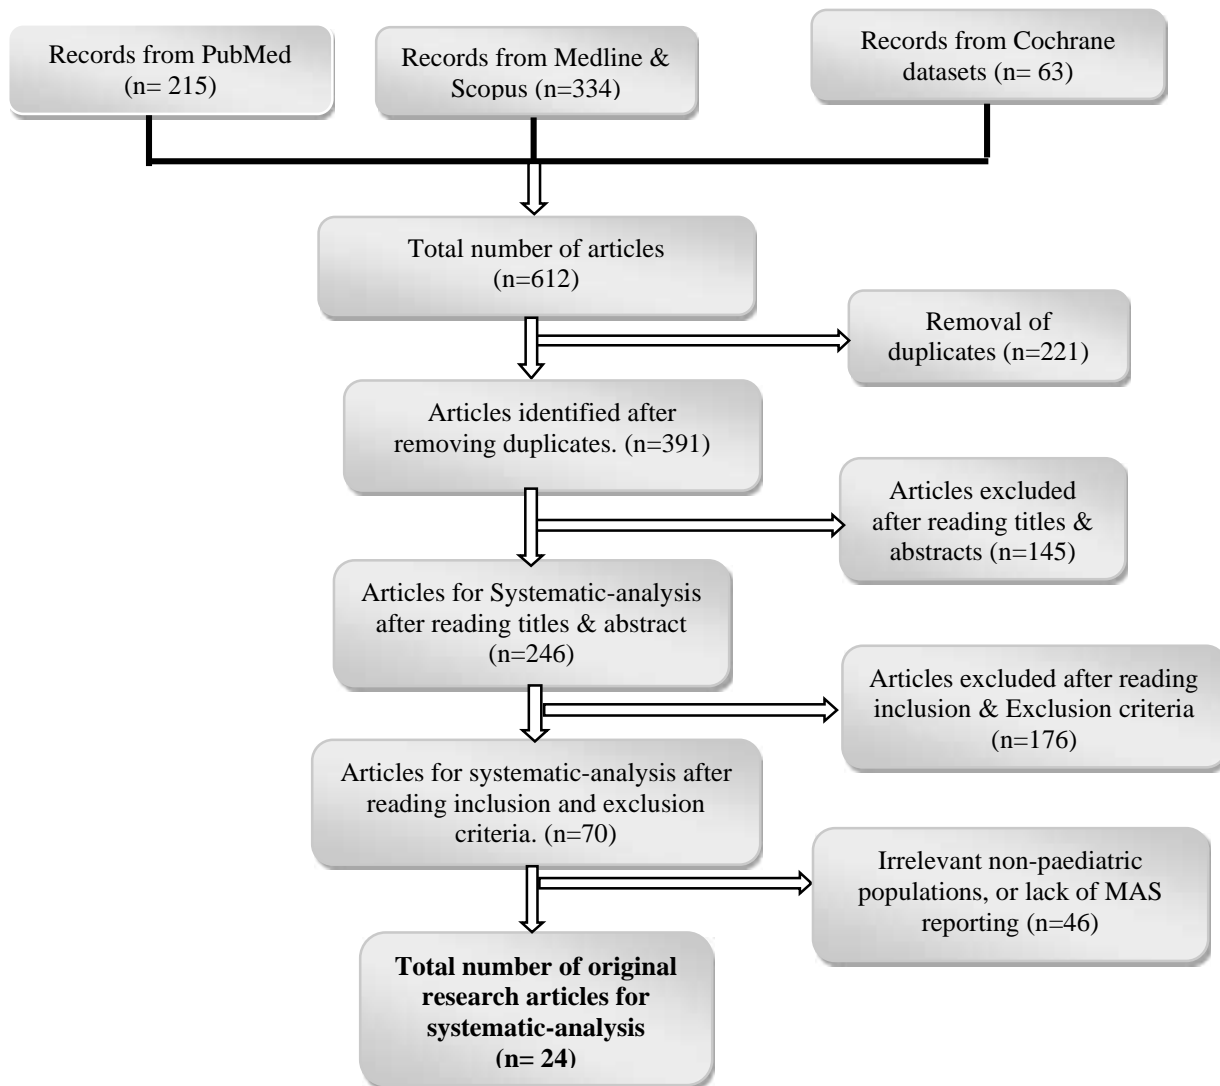 Records from PubMed
(n= 215)
Records from Medline &
Scopus (n=334)
Records from Cochrane
datasets (n= 63)
Total number of articles
(n=612)
Removal of
duplicates (n=221)
Articles identified after
removing duplicates. (n=391)
Articles excluded
after reading titles &
abstracts (n=145)
Articles for Systematic-analysis
after reading titles & abstract
(n=246)
Articles excluded after reading
inclusion & Exclusion criteria
(n=176)
Articles for systematic-analysis after
reading inclusion and exclusion
criteria. (n=70)
Irrelevant non-paediatric
populations, or lack of MAS
reporting (n=46)
Total number of original
research articles for
systematic-analysis
(n= 24)